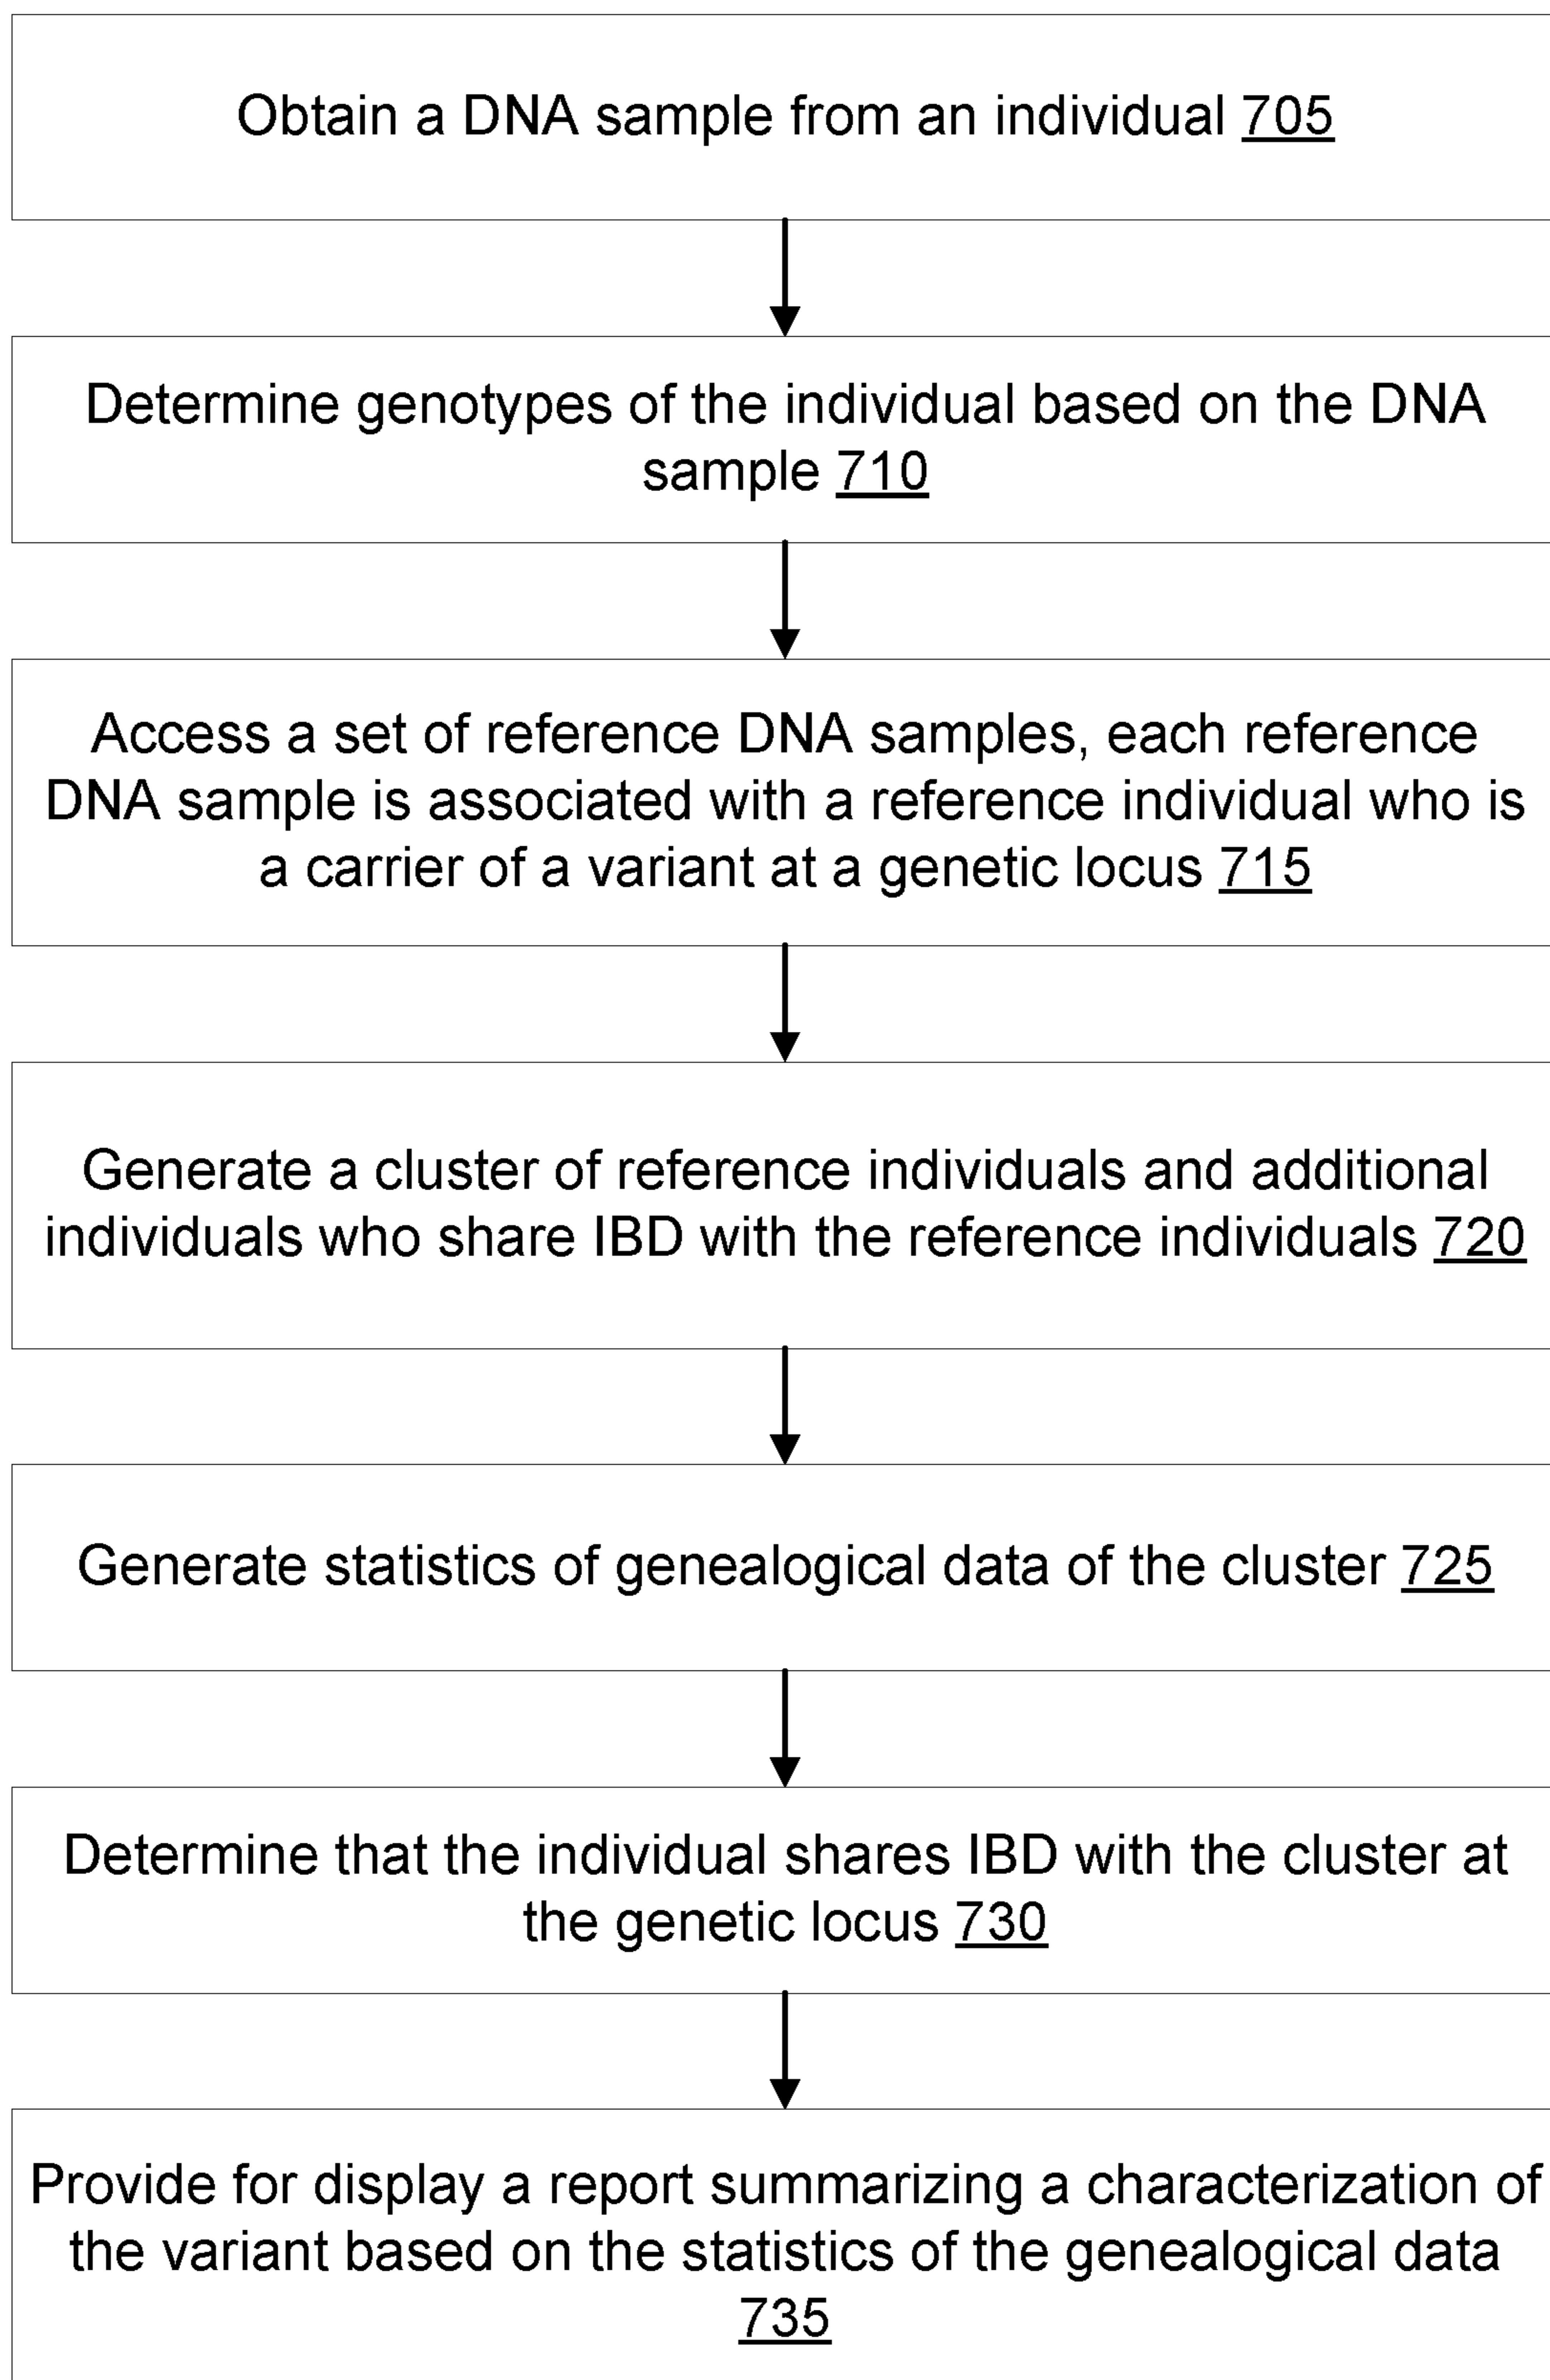 Obtain a DNA sample from an individual 705
Determine genotypes of the individual based on the DNA
sample 710
Access a set of reference DNA samples, each reference
DNA sample is associated with a reference individual who is
a carrier of a variant at a genetic locus 715
Generate a cluster of reference individuals and additional
individuals who share IBD with the reference individuals 720
Generate statistics of genealogical data of the cluster 725
Determine that the individual shares IBD with the cluster at
the genetic locus 730
Provide for display a report summarizing a characterization of
the variant based on the statistics of the genealogical data
735